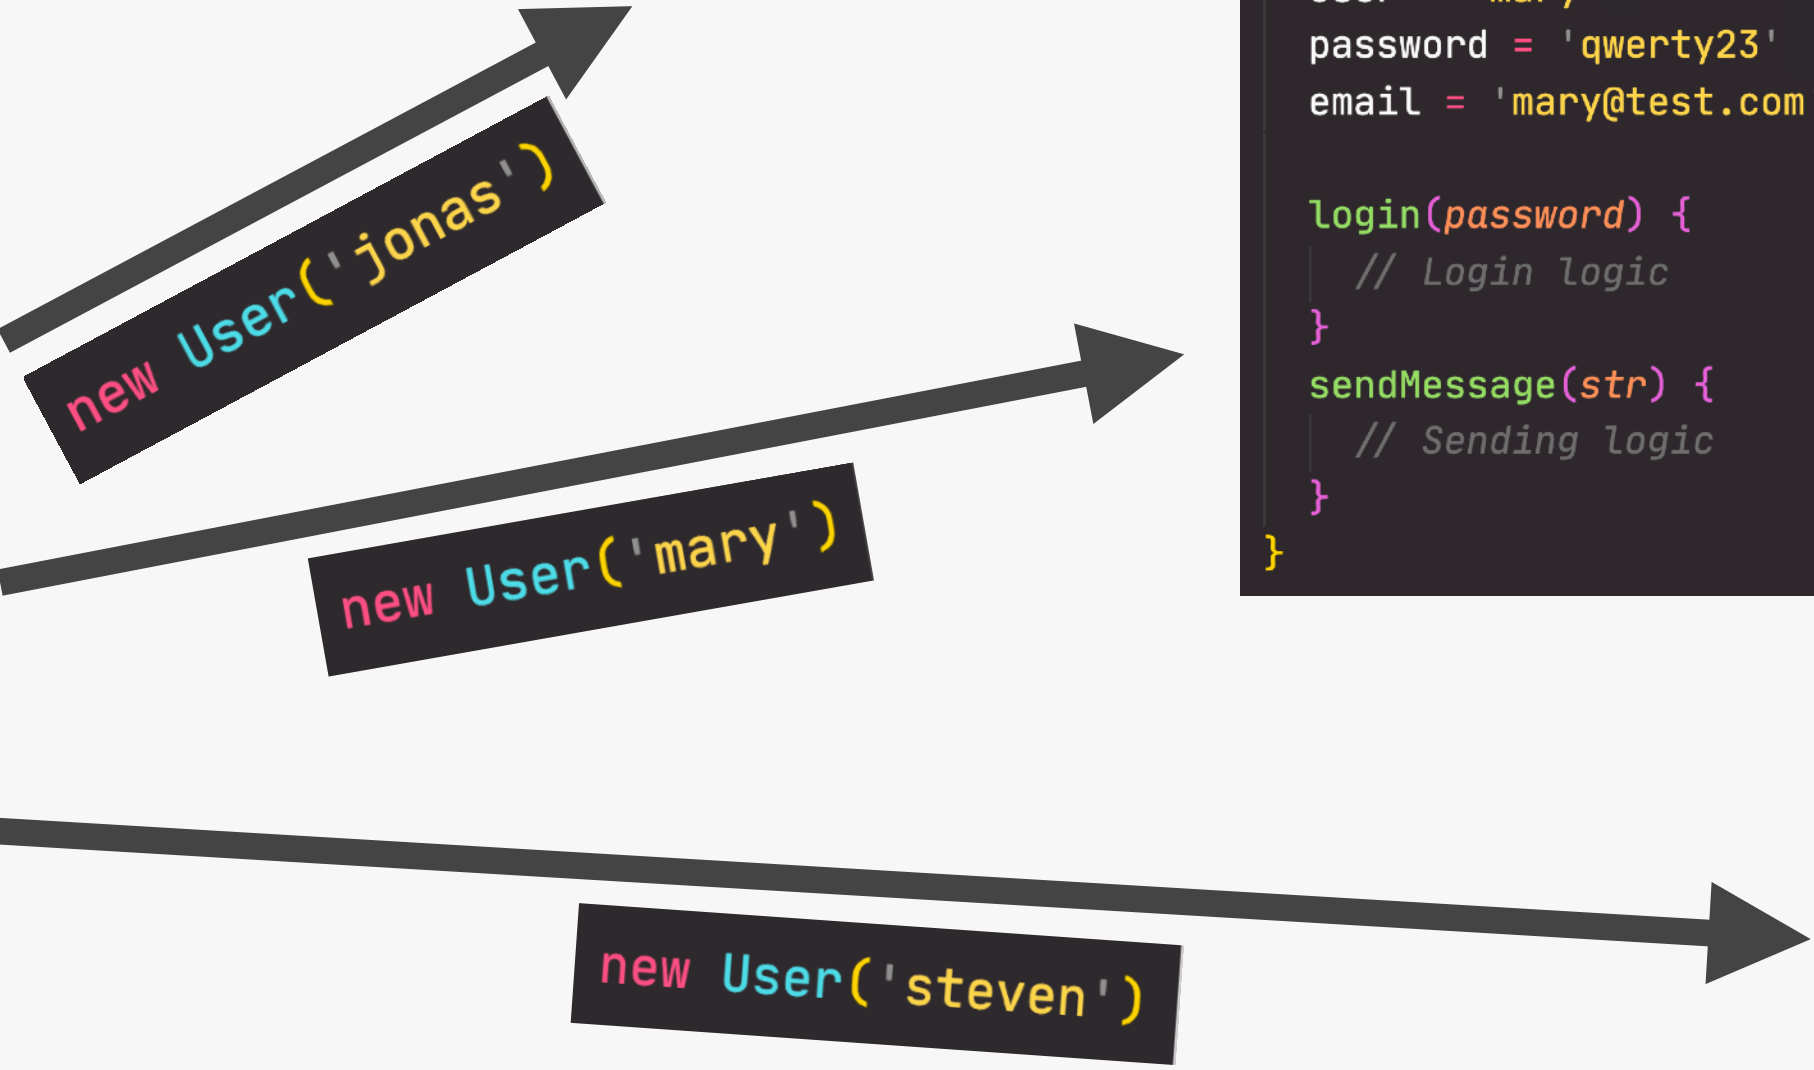 new User('jonas')
new User('mary')
new User('steven')
password = 'qwerty23'
email = 'mary@test.com
login(password) {
// Login logic
}
sendMessage(str) {
// Sending logic
}
}